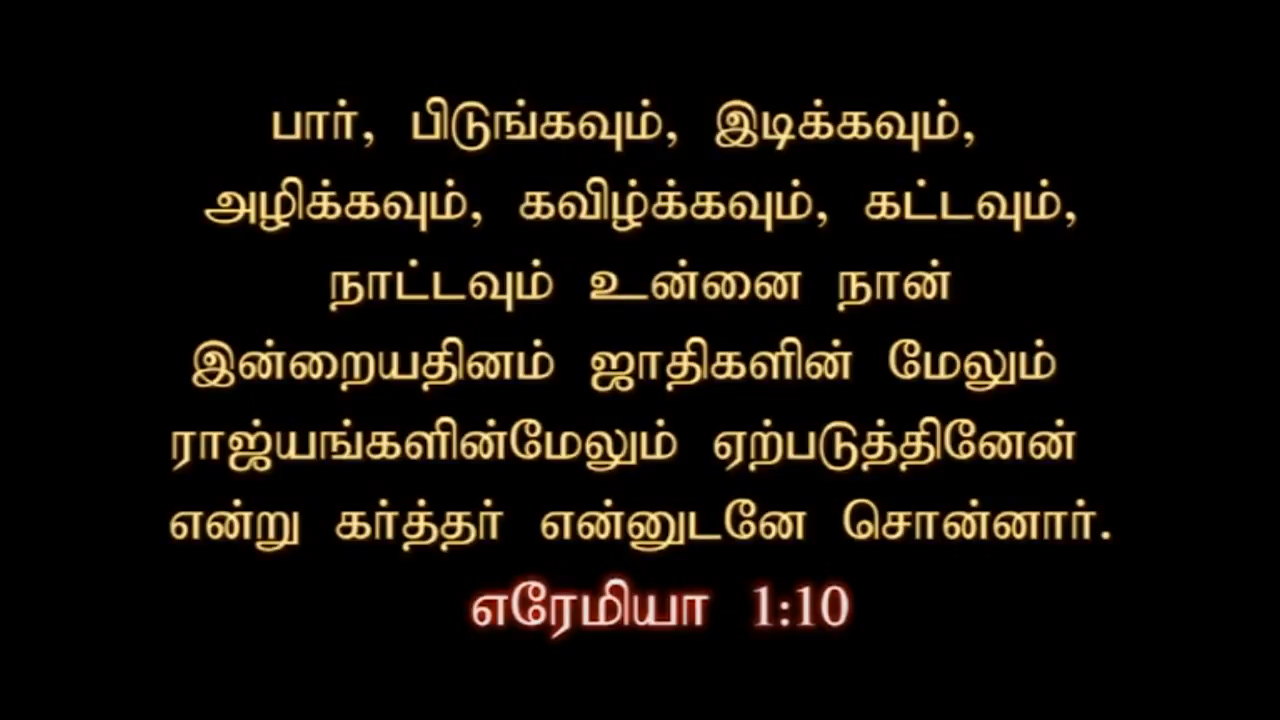 பார், பிடுங்கவும், இடிக்கவும்,
அழிக்கவும், கவிழ்க்கவும், கட்டவும்,
நாட்டவும் உன்னை நான்
இன்றையதினம் ஜாதிகளின் மேலும்
ராஜ்யங்களின்மேலும் ஏற்படுத்தினேன்
என்று கர்த்தர் என்னுடனே சொன்னார்.
எரேமியா 1:10